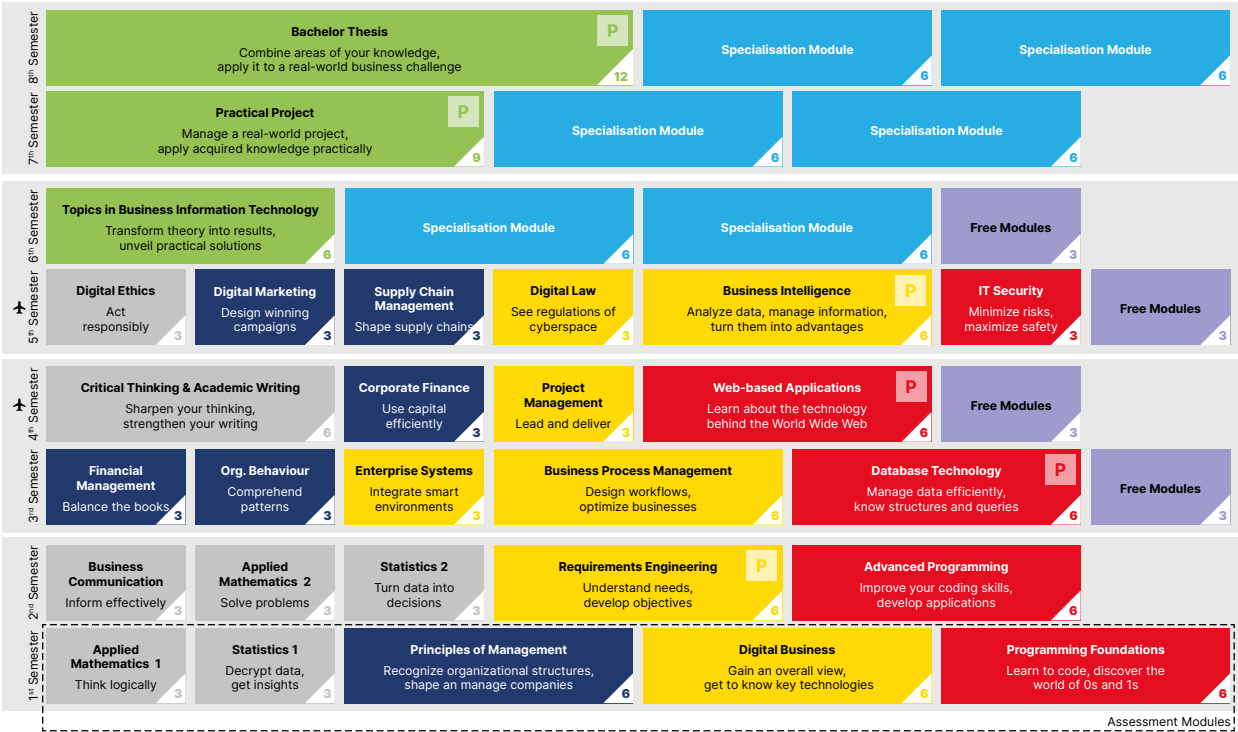 8th Semester
Bachelor Thesis
Combine areas of your knowledge,
apply it to a real-world business challenge
P
12
Specialisation Module
6
Specialisation Module
6
7th Semester
Practical Project
Manage a real-world project,
apply acquired knowledge practically
P
9
Specialisation Module
6
Specialisation Module
6
6th Semester
Topics in Business Information Technology
Transform theory into results,
unveil practical solutions
6
Specialisation Module
6
Specialisation Module
6
Free Modules
3
5th Semester
Digital Ethics
Act
responsibly
3
Digital Marketing
Design winning
campaigns
3
Supply Chain
Management
Shape supply chains
3
Digital Law
See regulations of
cyberspace
3
Business Intelligence
Analyze data, manage information,
turn them into advantages
P
6
IT Security
Minimize risks,
maximize safety
3
Free Modules
3
4th Semester
Critical Thinking & Academic Writing
Sharpen your thinking,
strengthen your writing
6
Corporate Finance
Use capital
efficiently
3
Project
Management
Lead and deliver
3
Web-based Applications
Learn about the technology
behind the World Wide Web
P
6
Free Modules
3
3rd Semester
Financial
Management
Balance the books
3
Org. Behaviour
Comprehend
patterns
3
Enterprise Systems
Integrate smart
environments
3
Business Process Management
Design workflows,
optimize businesses
6
Database Technology
Manage data efficiently,
know structures and queries
P
6
Free Modules
3
2nd Semester
Business
Communication
Inform effectively
3
Applied
Mathematics 2
Solve problems
3
Statistics 2
Turn data into
decisions
3
Requirements Engineering
Understand needs,
develop objectives
P
6
Advanced Programming
Improve your coding skills,
develop applications
6
1st Semester
Applied
Mathematics 1
Think logically
3
Statistics 1
Decrypt data,
get insights
3
Principles of Management
Recognize organizational structures,
shape an manage companies
6
Digital Business
Gain an overall view,
get to know key technologies
6
Programming Foundations
Learn to code, discover the
world of 0s and 1s
6
Assessment Modules